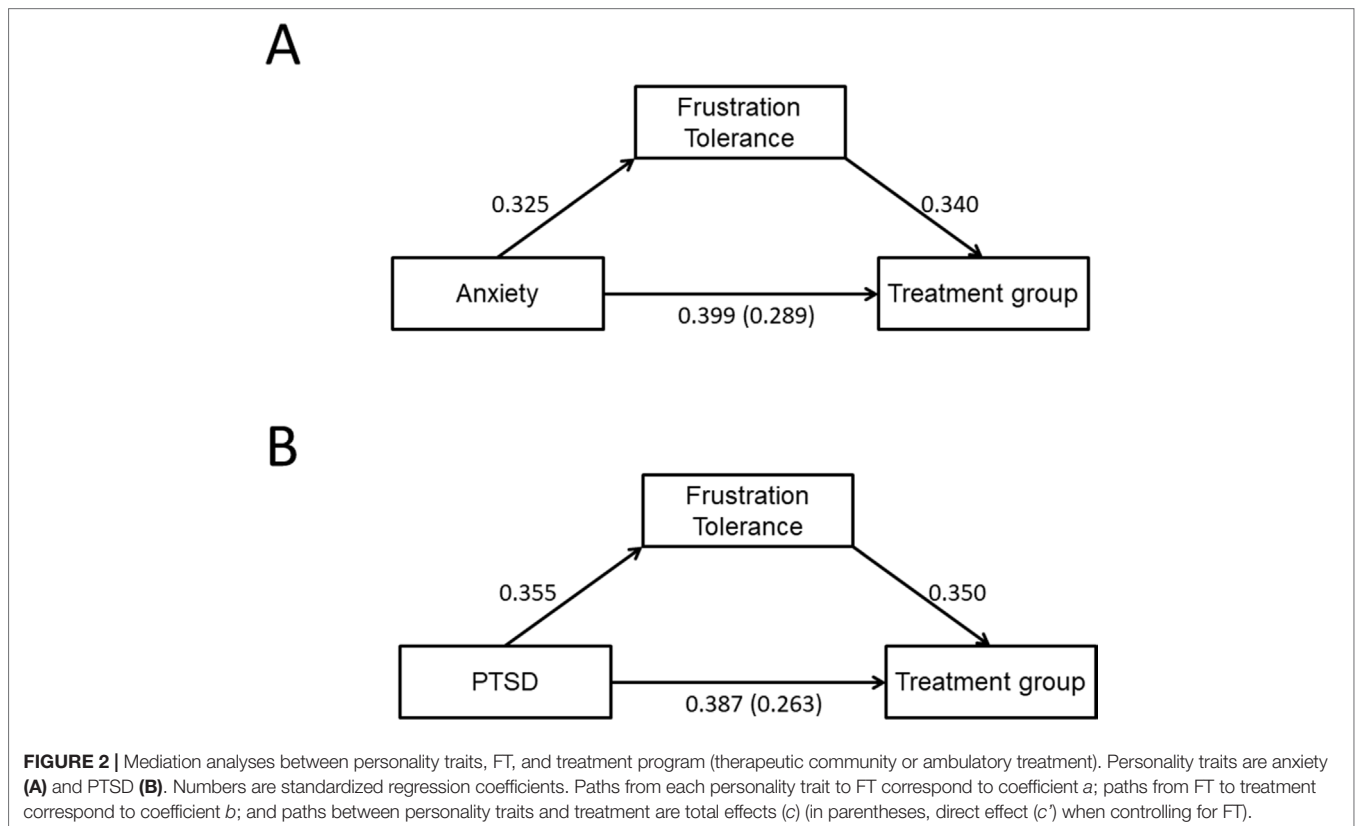 A
Frustration
Tolerance
0.325
0.340
Anxiety
Treatment group
0.399 (0.289)
B
Frustration
Tolerance
0.355
0.350
PTSD
Treatment group
0.387 (0.263)
FIGURE 2 | Mediation analyses between personality traits, FT, and treatment program (therapeutic community or ambulatory treatment). Personality traits are anxiety
(A) and PTSD (B). Numbers are standardized regression coefficients. Paths from each personality trait to FT correspond to coefficient a; paths from FT to treatment
correspond to coefficient b; and paths between personality traits and treatment are total effects (c) (in parentheses, direct effect (c') when controlling for FT).